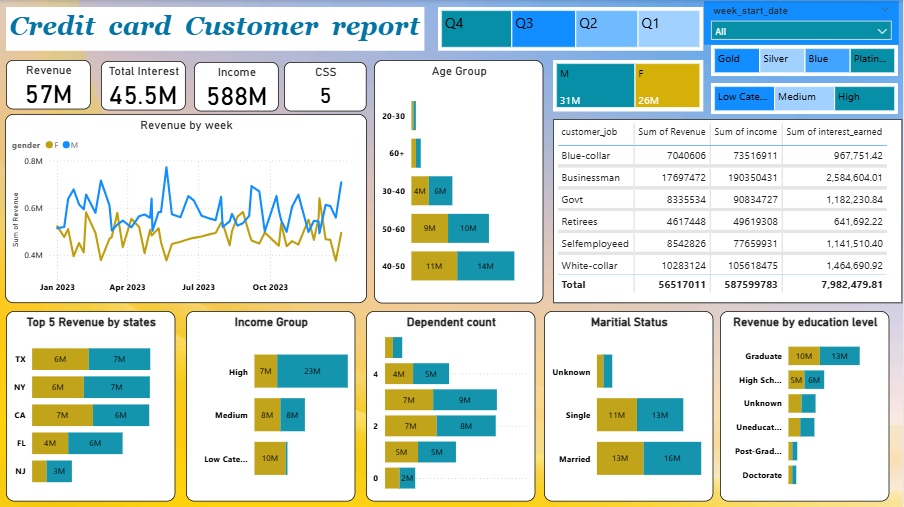 Credit card Customer report
Q4 Q3 Q2 Q1
week_start_date
All
Gold Silver Blue Platin...
Low Cate... Medium High
Revenue
57M
Total Interest
45.5M
Income
588M
CSS
5
Age Group
20-30
60+
30-40 4M 6M
50-60 9M 10M
40-50 11M 14M
M
31M
F
26M
Revenue by week
gender F M
Sum of Revenue
0.8M
0.6M
0.4M
Jan 2023 Apr 2023 Jul 2023 Oct 2023
customer_job Sum of Revenue Sum of income Sum of interest_earned
Blue-collar 7040606 73516911 967,751.42
Businessman 17697472 190350431 2,584,604.01
Govt 8335534 90834727 1,182,230.84
Retirees 4617448 49619308 641,692.22
Selfemployeed 8542826 77659931 1,141,510.40
White-collar 10283124 105618475 1,464,690.92
Total 56517011 587599783 7,982,479.81
Top 5 Revenue by states
TX 6M 7M
NY 6M 7M
CA 7M 6M
FL 4M 6M
NJ 3M
Income Group
High 7M 23M
Medium 8M 8M
Low Cate... 10M
Dependent count
4 4M 5M
7M 9M
2 7M 8M
5M 5M
0 2M
Maritial Status
Unknown
Single 11M 13M
Married 13M 16M
Revenue by education level
Graduate 10M 13M
High Sch... 5M 6M
Unknown
Uneducat...
Post-Grad...
Doctorate